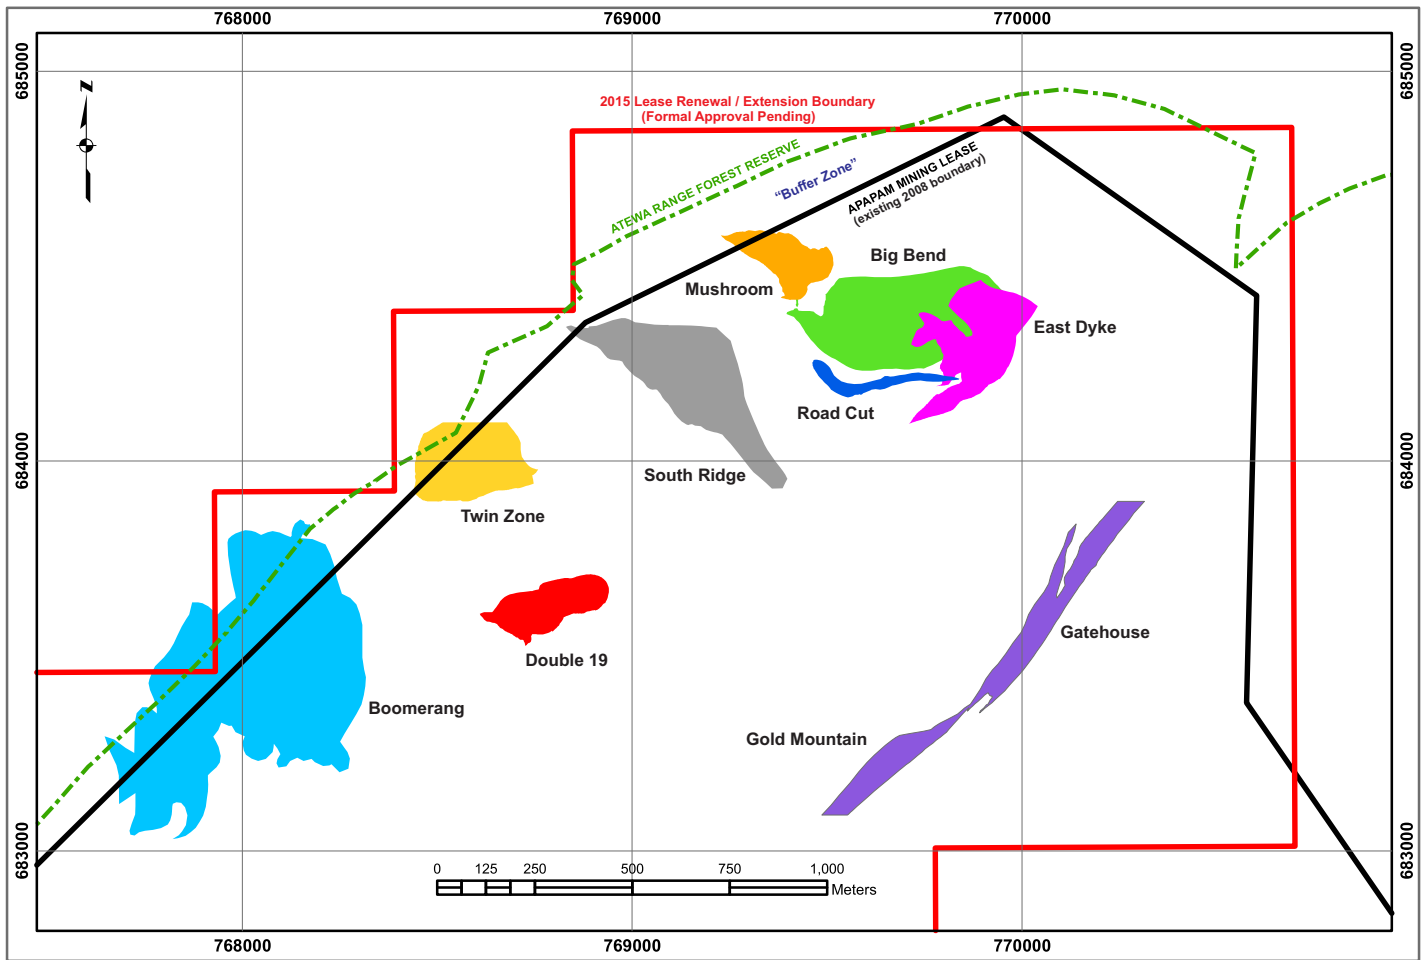 768000
769000
770000
685000
685000
N
2015 Lease Renewal / Extension Boundary
(Formal Approval Pending)
ATEWA RANGE FOREST RESERVE
“Buffer Zone”
APAPAM MINING LEASE
(existing 2008 boundary)
Big Bend
Mushroom
East Dyke
Road Cut
684000
684000
South Ridge
Twin Zone
Gatehouse
Double 19
Boomerang
Gold Mountain
683000
683000
0 125 250 500 750 1,000
Meters
768000
769000
770000